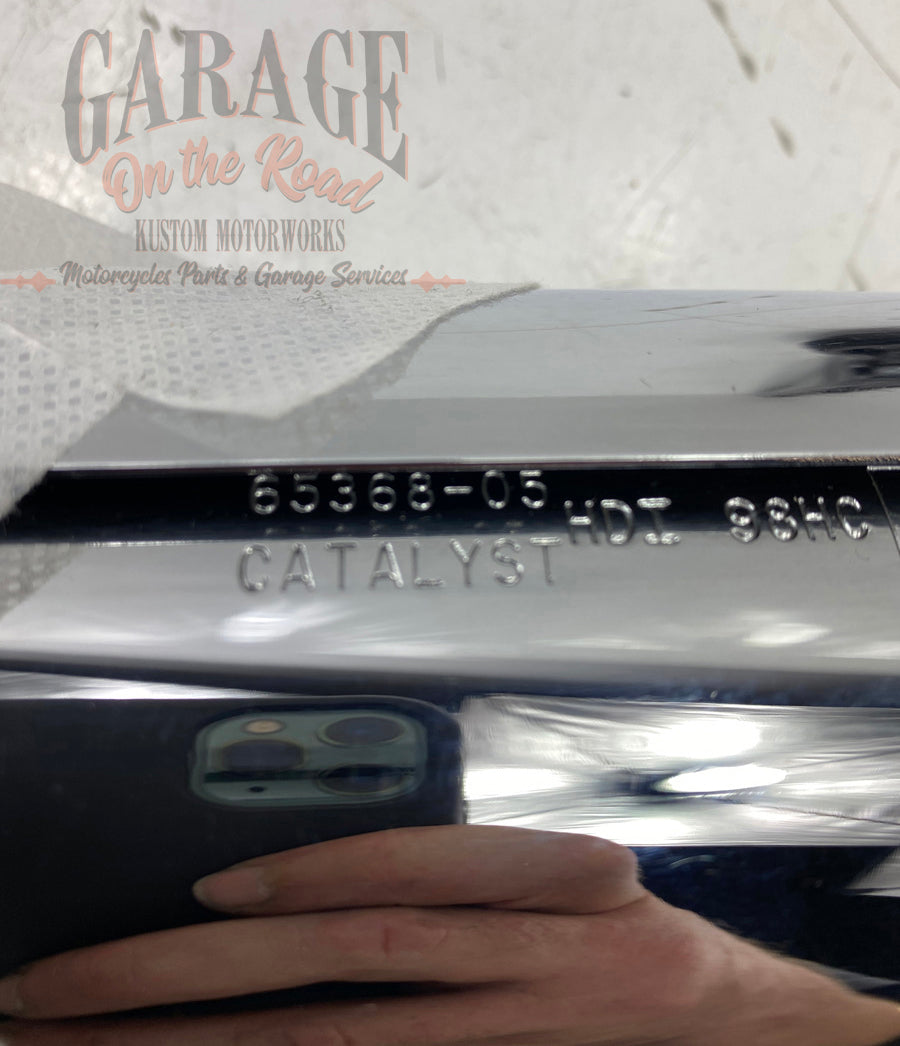 GARAGE
On the Road
KUSTOM MOTORWORKS
Motorcycles Parts & Garage Services
65368-05
HDI 98HC
CATALYST